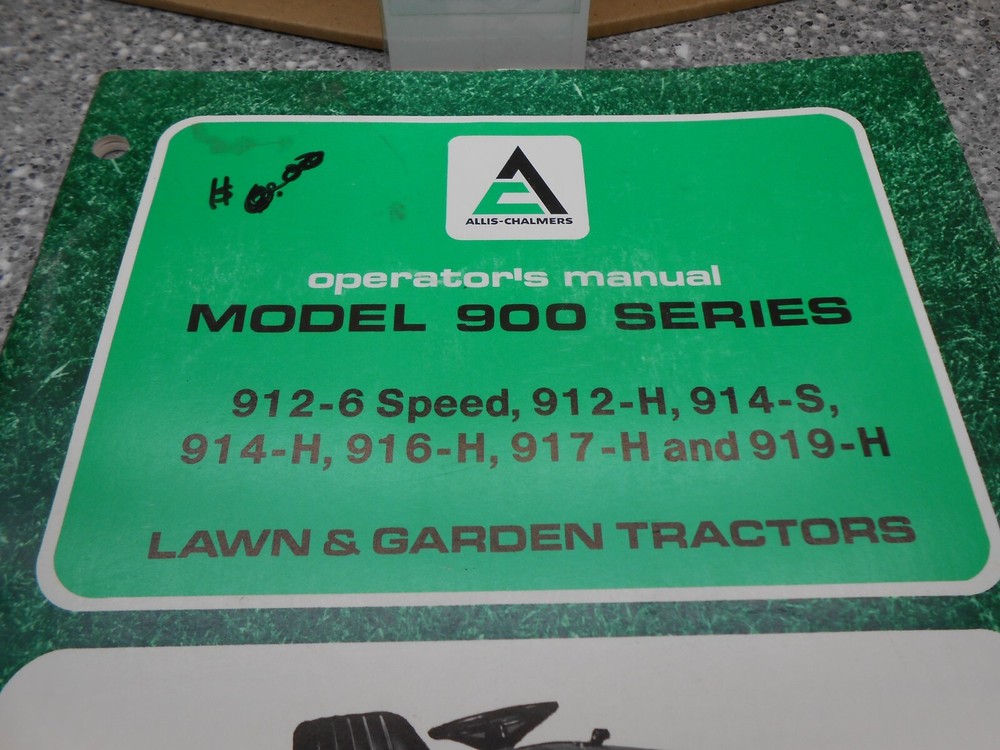 ALLIS-CHALMERS
operator's manual
MODEL 900 SERIES
912-6 Speed, 912-H, 914-S,
914-H, 916-H, 917-H and 919-H
LAWN & GARDEN TRACTORS